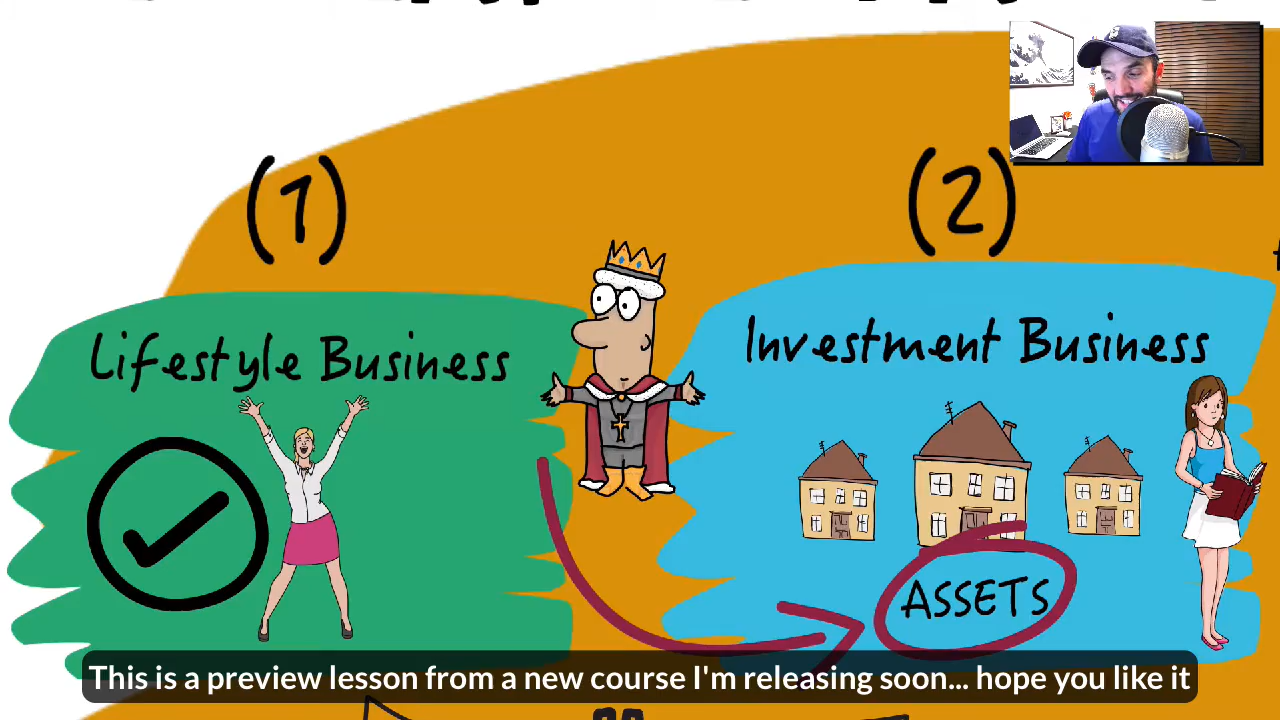 (1)
(2)
Lifestyle Business
Investment Business
ASSETS
This is a preview lesson from a new course I'm releasing soon... hope you like it